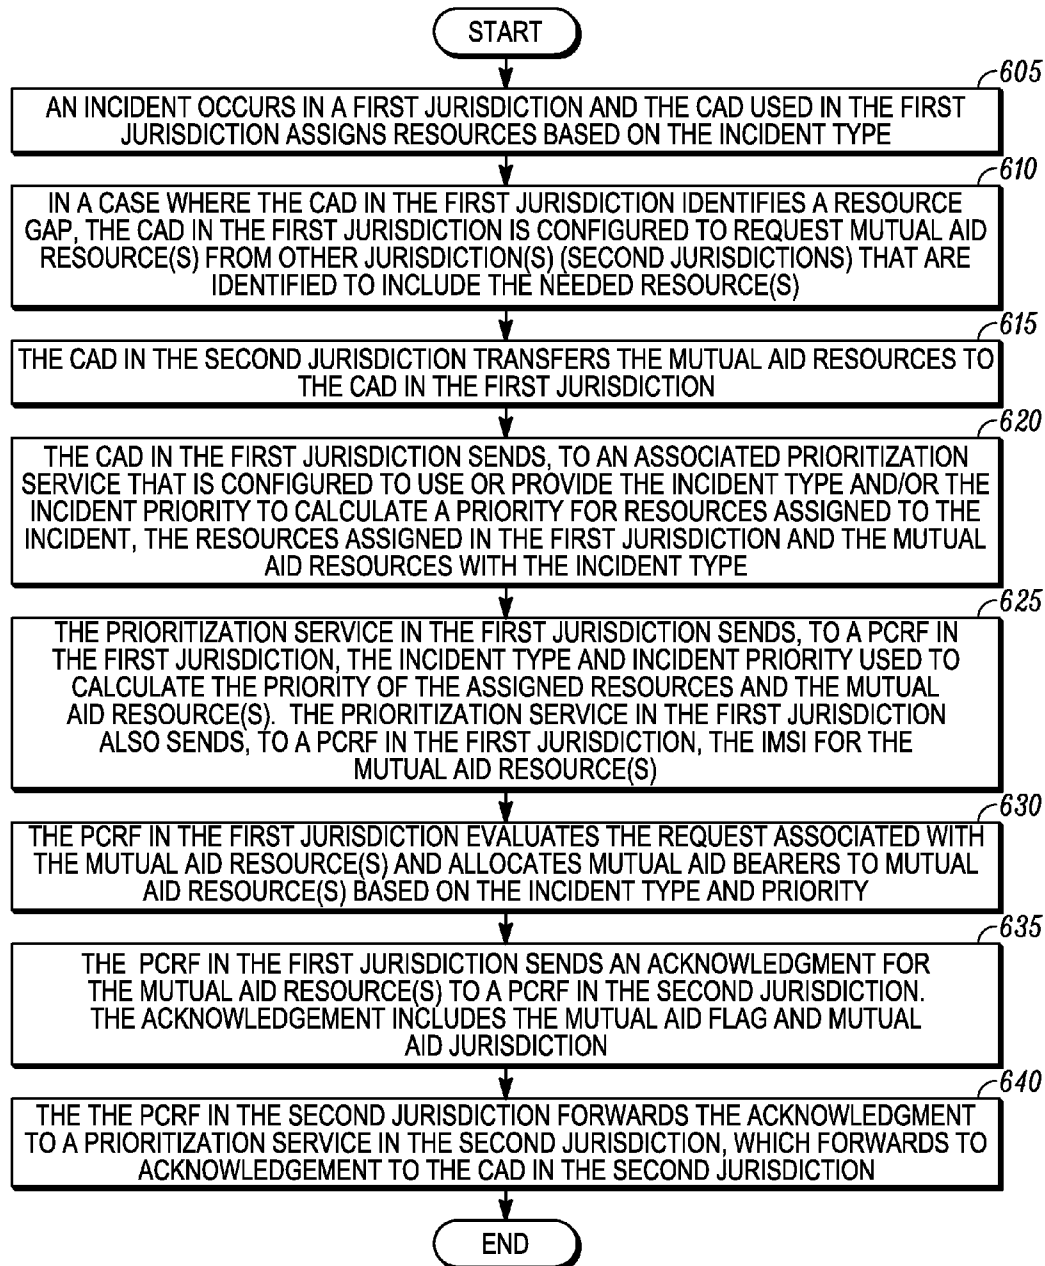 START
605
AN INCIDENT OCCURS IN A FIRST JURISDICTION AND THE CAD USED IN THE FIRST
JURISDICTION ASSIGNS RESOURCES BASED ON THE INCIDENT TYPE
610
IN A CASE WHERE THE CAD IN THE FIRST JURISDICTION IDENTIFIES A RESOURCE
GAP, THE CAD IN THE FIRST JURISDICTION IS CONFIGURED TO REQUEST MUTUAL AID
RESOURCE(S) FROM OTHER JURISDICTION(S) (SECOND JURISDICTIONS) THAT ARE
IDENTIFIED TO INCLUDE THE NEEDED RESOURCE(S)
615
THE CAD IN THE SECOND JURISDICTION TRANSFERS THE MUTUAL AID RESOURCES TO
THE CAD IN THE FIRST JURISDICTION
620
THE CAD IN THE FIRST JURISDICTION SENDS, TO AN ASSOCIATED PRIORITIZATION
SERVICE THAT IS CONFIGURED TO USE OR PROVIDE THE INCIDENT TYPE AND/OR THE
INCIDENT PRIORITY TO CALCULATE A PRIORITY FOR RESOURCES ASSIGNED TO THE
INCIDENT, THE RESOURCES ASSIGNED IN THE FIRST JURISDICTION AND THE MUTUAL
AID RESOURCES WITH THE INCIDENT TYPE
625
THE PRIORITIZATION SERVICE IN THE FIRST JURISDICTION SENDS, TO A PCRF IN
THE FIRST JURISDICTION, THE INCIDENT TYPE AND INCIDENT PRIORITY USED TO
CALCULATE THE PRIORITY OF THE ASSIGNED RESOURCES AND THE MUTUAL
AID RESOURCE(S). THE PRIORITIZATION SERVICE IN THE FIRST JURISDICTION
ALSO SENDS, TO A PCRF IN THE FIRST JURISDICTION, THE IMSI FOR THE
MUTUAL AID RESOURCE(S)
630
THE PCRF IN THE FIRST JURISDICTION EVALUATES THE REQUEST ASSOCIATED WITH
THE MUTUAL AID RESOURCE(S) AND ALLOCATES MUTUAL AID BEARERS TO MUTUAL
AID RESOURCE(S) BASED ON THE INCIDENT TYPE AND PRIORITY
635
THE PCRF IN THE FIRST JURISDICTION SENDS AN ACKNOWLEDGMENT FOR
THE MUTUAL AID RESOURCE(S) TO A PCRF IN THE SECOND JURISDICTION.
THE ACKNOWLEDGEMENT INCLUDES THE MUTUAL AID FLAG AND MUTUAL
AID JURISDICTION
640
THE THE PCRF IN THE SECOND JURISDICTION FORWARDS THE ACKNOWLEDGMENT
TO A PRIORITIZATION SERVICE IN THE SECOND JURISDICTION, WHICH FORWARDS TO
ACKNOWLEDGEMENT TO THE CAD IN THE SECOND JURISDICTION
END